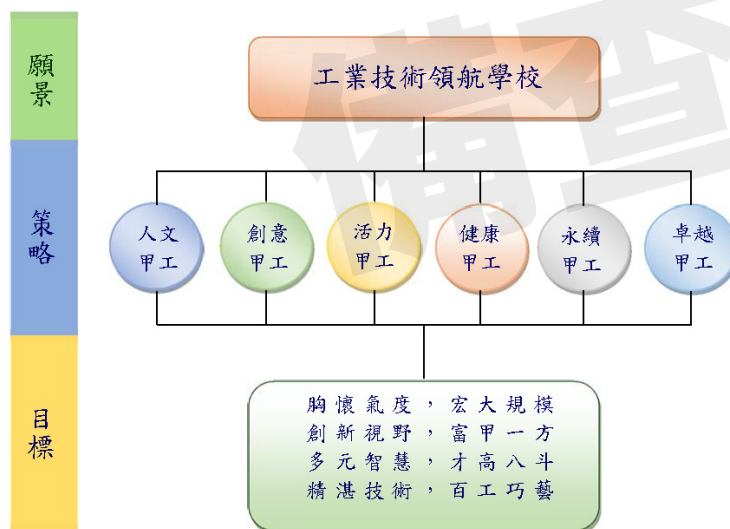 願景
工業技術領航學校
備查
策略
人文
甲工
創意
甲工
活力
甲工
健康
甲工
永續
甲工
卓越
甲工
目標
胸懷氣度，宏大規模
創新視野，富甲一方
多元智慧，才高八斗
精湛技術，百工巧藝